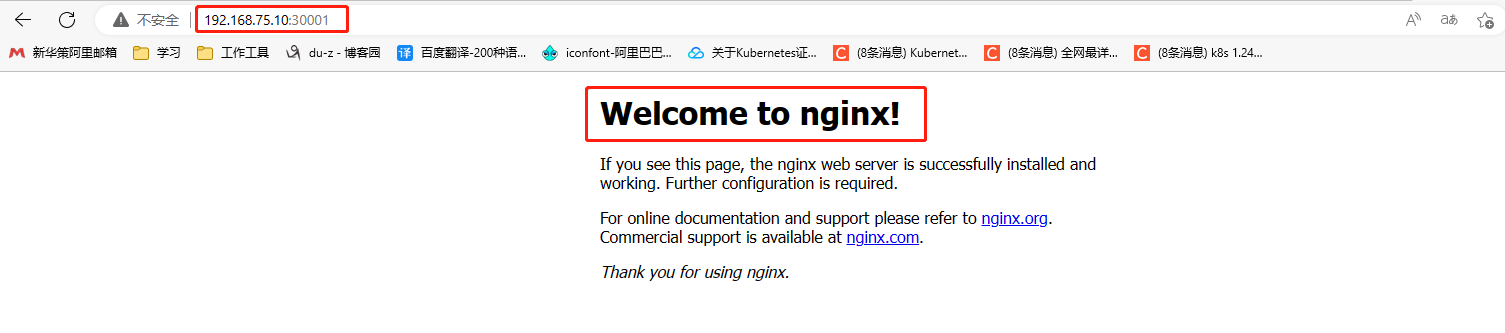 不安全 192.168.75.10:30001
新华策阿里邮箱 学习 工作工具 du-z - 博客园 百度翻译-200种语... iconfont-阿里巴巴... 关于Kubernetes证... (8条消息) Kubernet... (8条消息) 全网最详... (8条消息) k8s 1.24...
Welcome to nginx!
If you see this page, the nginx web server is successfully installed and
working. Further configuration is required.
For online documentation and support please refer to nginx.org.
Commercial support is available at nginx.com.
Thank you for using nginx.